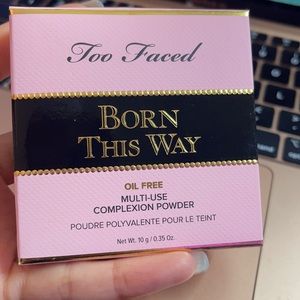 Too Faced
BORN
THIS WAY
OIL FREE
MULTI-USE
COMPLEXION POWDER
POUDRE POLYVALENTE POUR LE TEINT
Net Wt. 10 g / 0.35 Oz.